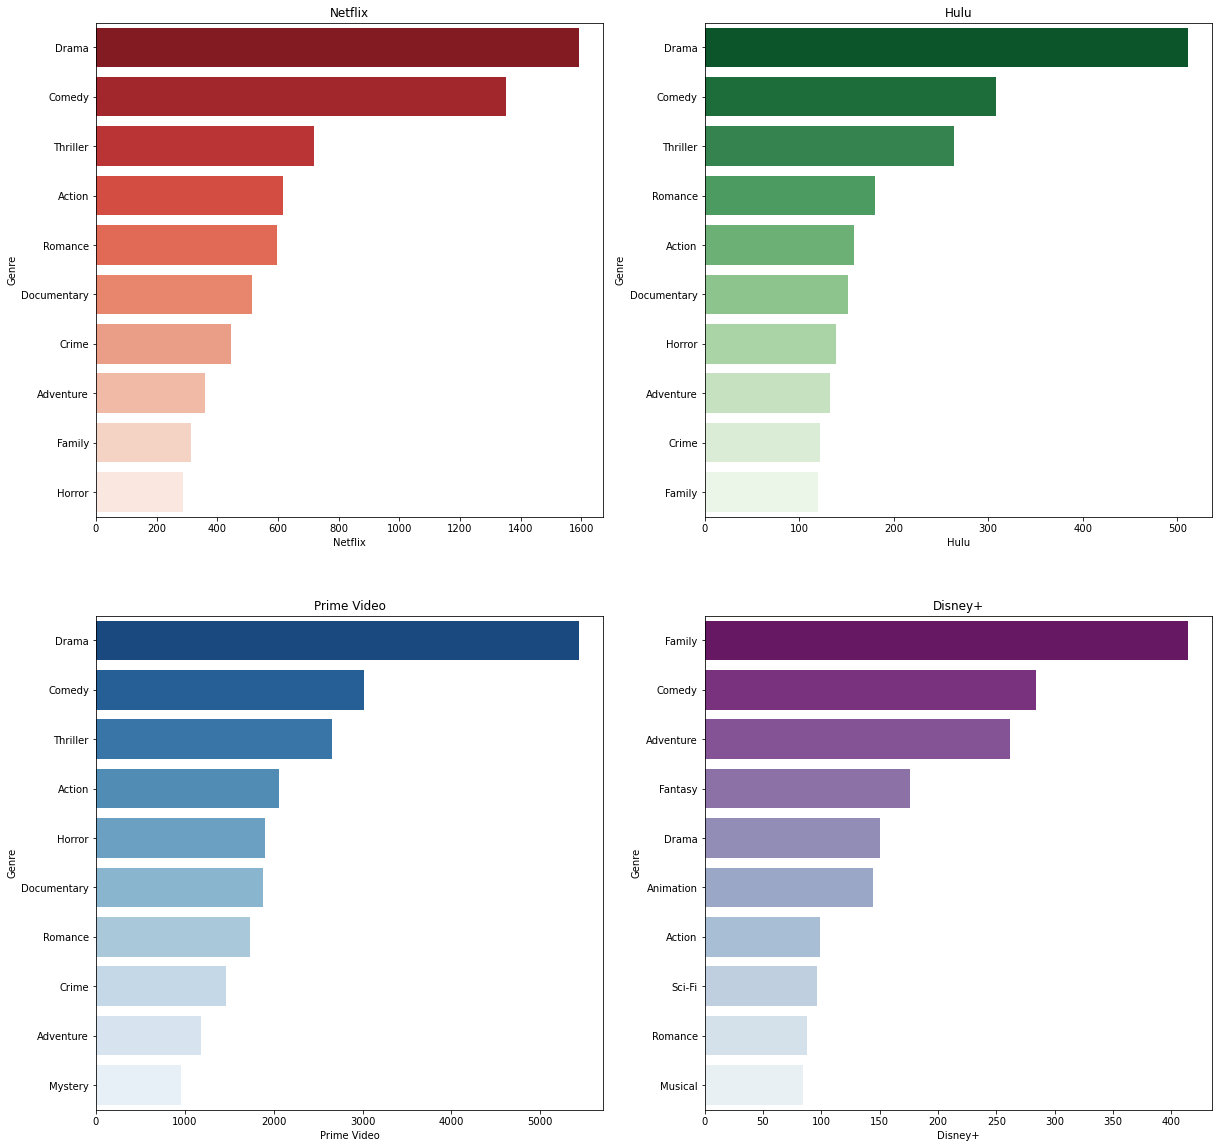 Netflix
Genre
Drama
Comedy
Thriller
Action
Romance
Documentary
Crime
Adventure
Family
Horror
0 200 400 600 800 1000 1200 1400 1600
Netflix
Hulu
Genre
Drama
Comedy
Thriller
Romance
Action
Documentary
Horror
Adventure
Crime
Family
0 100 200 300 400 500
Hulu
Prime Video
Genre
Drama
Comedy
Thriller
Action
Horror
Documentary
Romance
Crime
Adventure
Mystery
0 1000 2000 3000 4000 5000
Prime Video
Disney+
Genre
Family
Comedy
Adventure
Fantasy
Drama
Animation
Action
Sci-Fi
Romance
Musical
0 50 100 150 200 250 300 350 400
Disney+